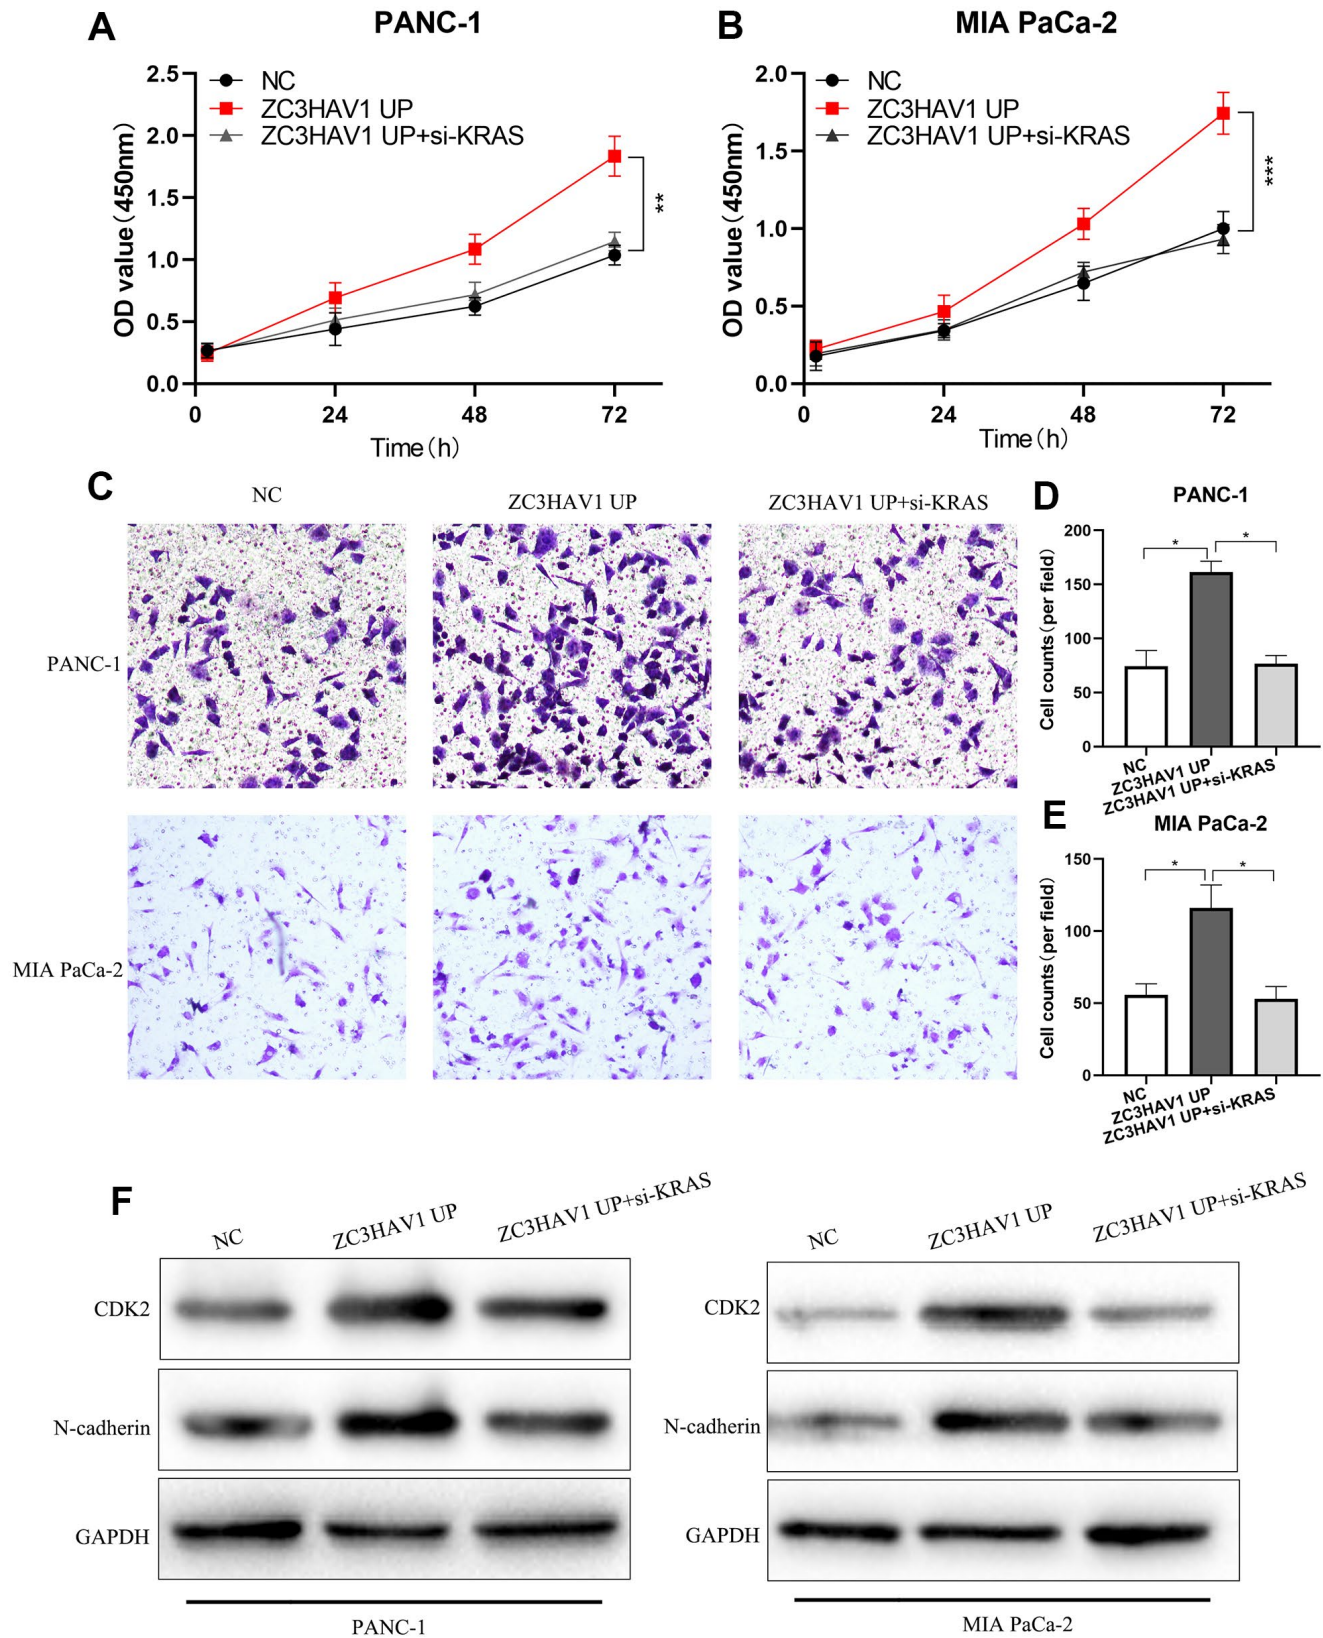 A PANC-1
2.5
2.0
1.5
1.0
0.5
0.0
OD value(450nm)
NC
ZC3HAV1 UP
ZC3HAV1 UP+si-KRAS
**
0 24 48 72
Time(h)
B MIA PaCa-2
2.0
1.5
1.0
0.5
0.0
OD value(450nm)
NC
ZC3HAV1 UP
ZC3HAV1 UP+si-KRAS
***
0 24 48 72
Time(h)
C
NC ZC3HAV1 UP ZC3HAV1 UP+si-KRAS
PANC-1
MIA PaCa-2
D
PANC-1
200
150
100
50
0
Cell counts(per field)
* *
NC
ZC3HAV1 UP
ZC3HAV1 UP+si-KRAS
E
MIA PaCa-2
150
100
50
0
Cell counts(per field)
* *
NC
ZC3HAV1 UP
ZC3HAV1 UP+si-KRAS
F
NC ZC3HAV1 UP ZC3HAV1 UP+si-KRAS
CDK2
N-cadherin
GAPDH
PANC-1
NC ZC3HAV1 UP ZC3HAV1 UP+si-KRAS
CDK2
N-cadherin
GAPDH
MIA PaCa-2